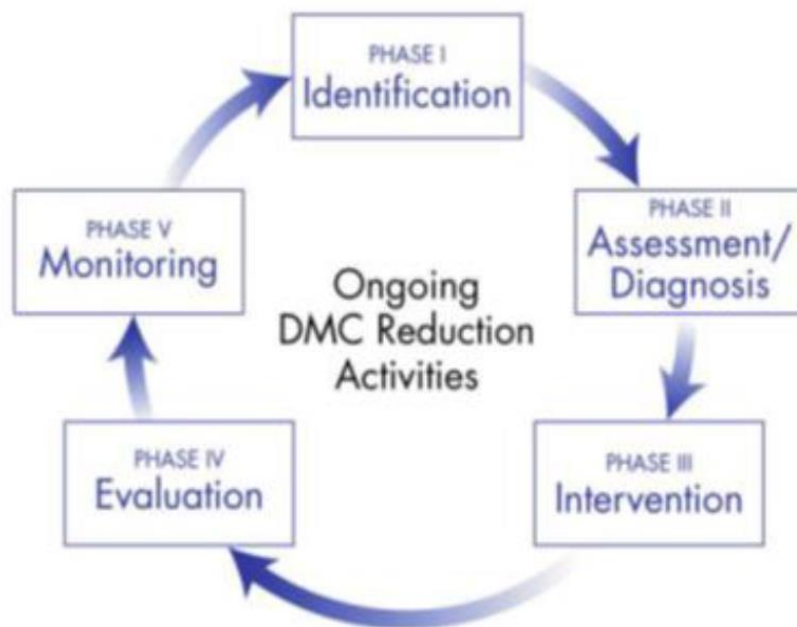 PHASE I
Identification
PHASE II
Assessment/
Diagnosis
PHASE III
Intervention
PHASE IV
Evaluation
PHASE V
Monitoring
Ongoing
DMC Reduction
Activities